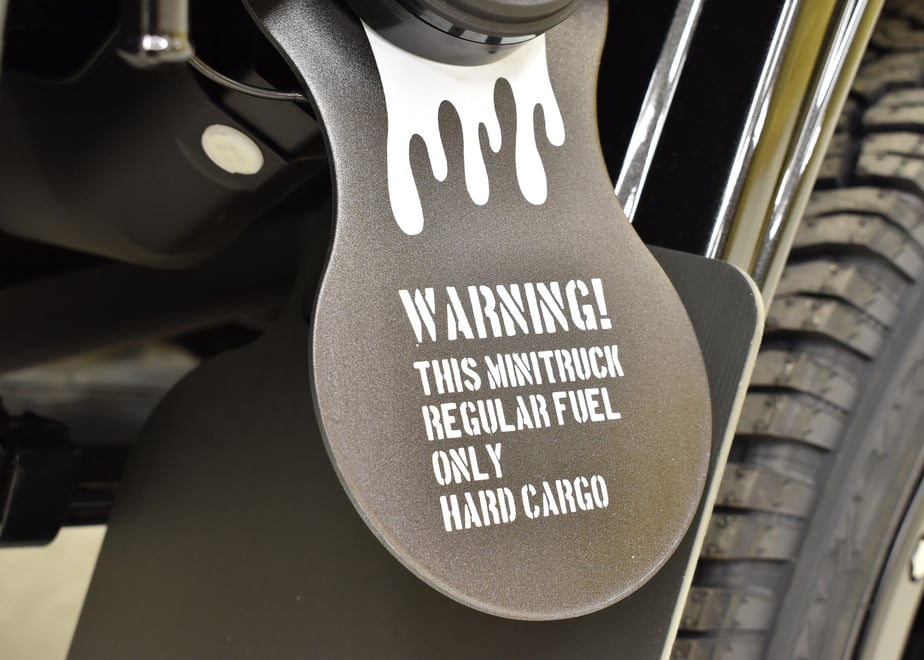 WARNING!
THIS MINITRUCK
REGULAR FUEL
ONLY
HARD CARGO